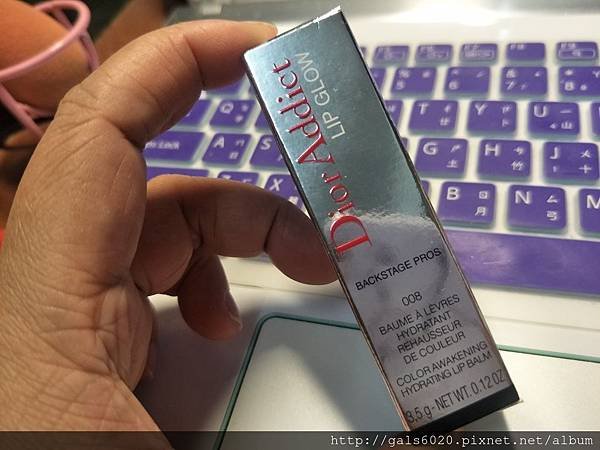 Dior Addict
LIP GLOW
BACKSTAGE PROS
008
BAUME À LÈVRES
HYDRATANT
REHAUSSEUR
DE COULEUR
COLOR AWAKENING
HYDRATING LIP BALM
3,5 g - NET WT. 0.12 OZ
http://gals6020.pixnet.net/album